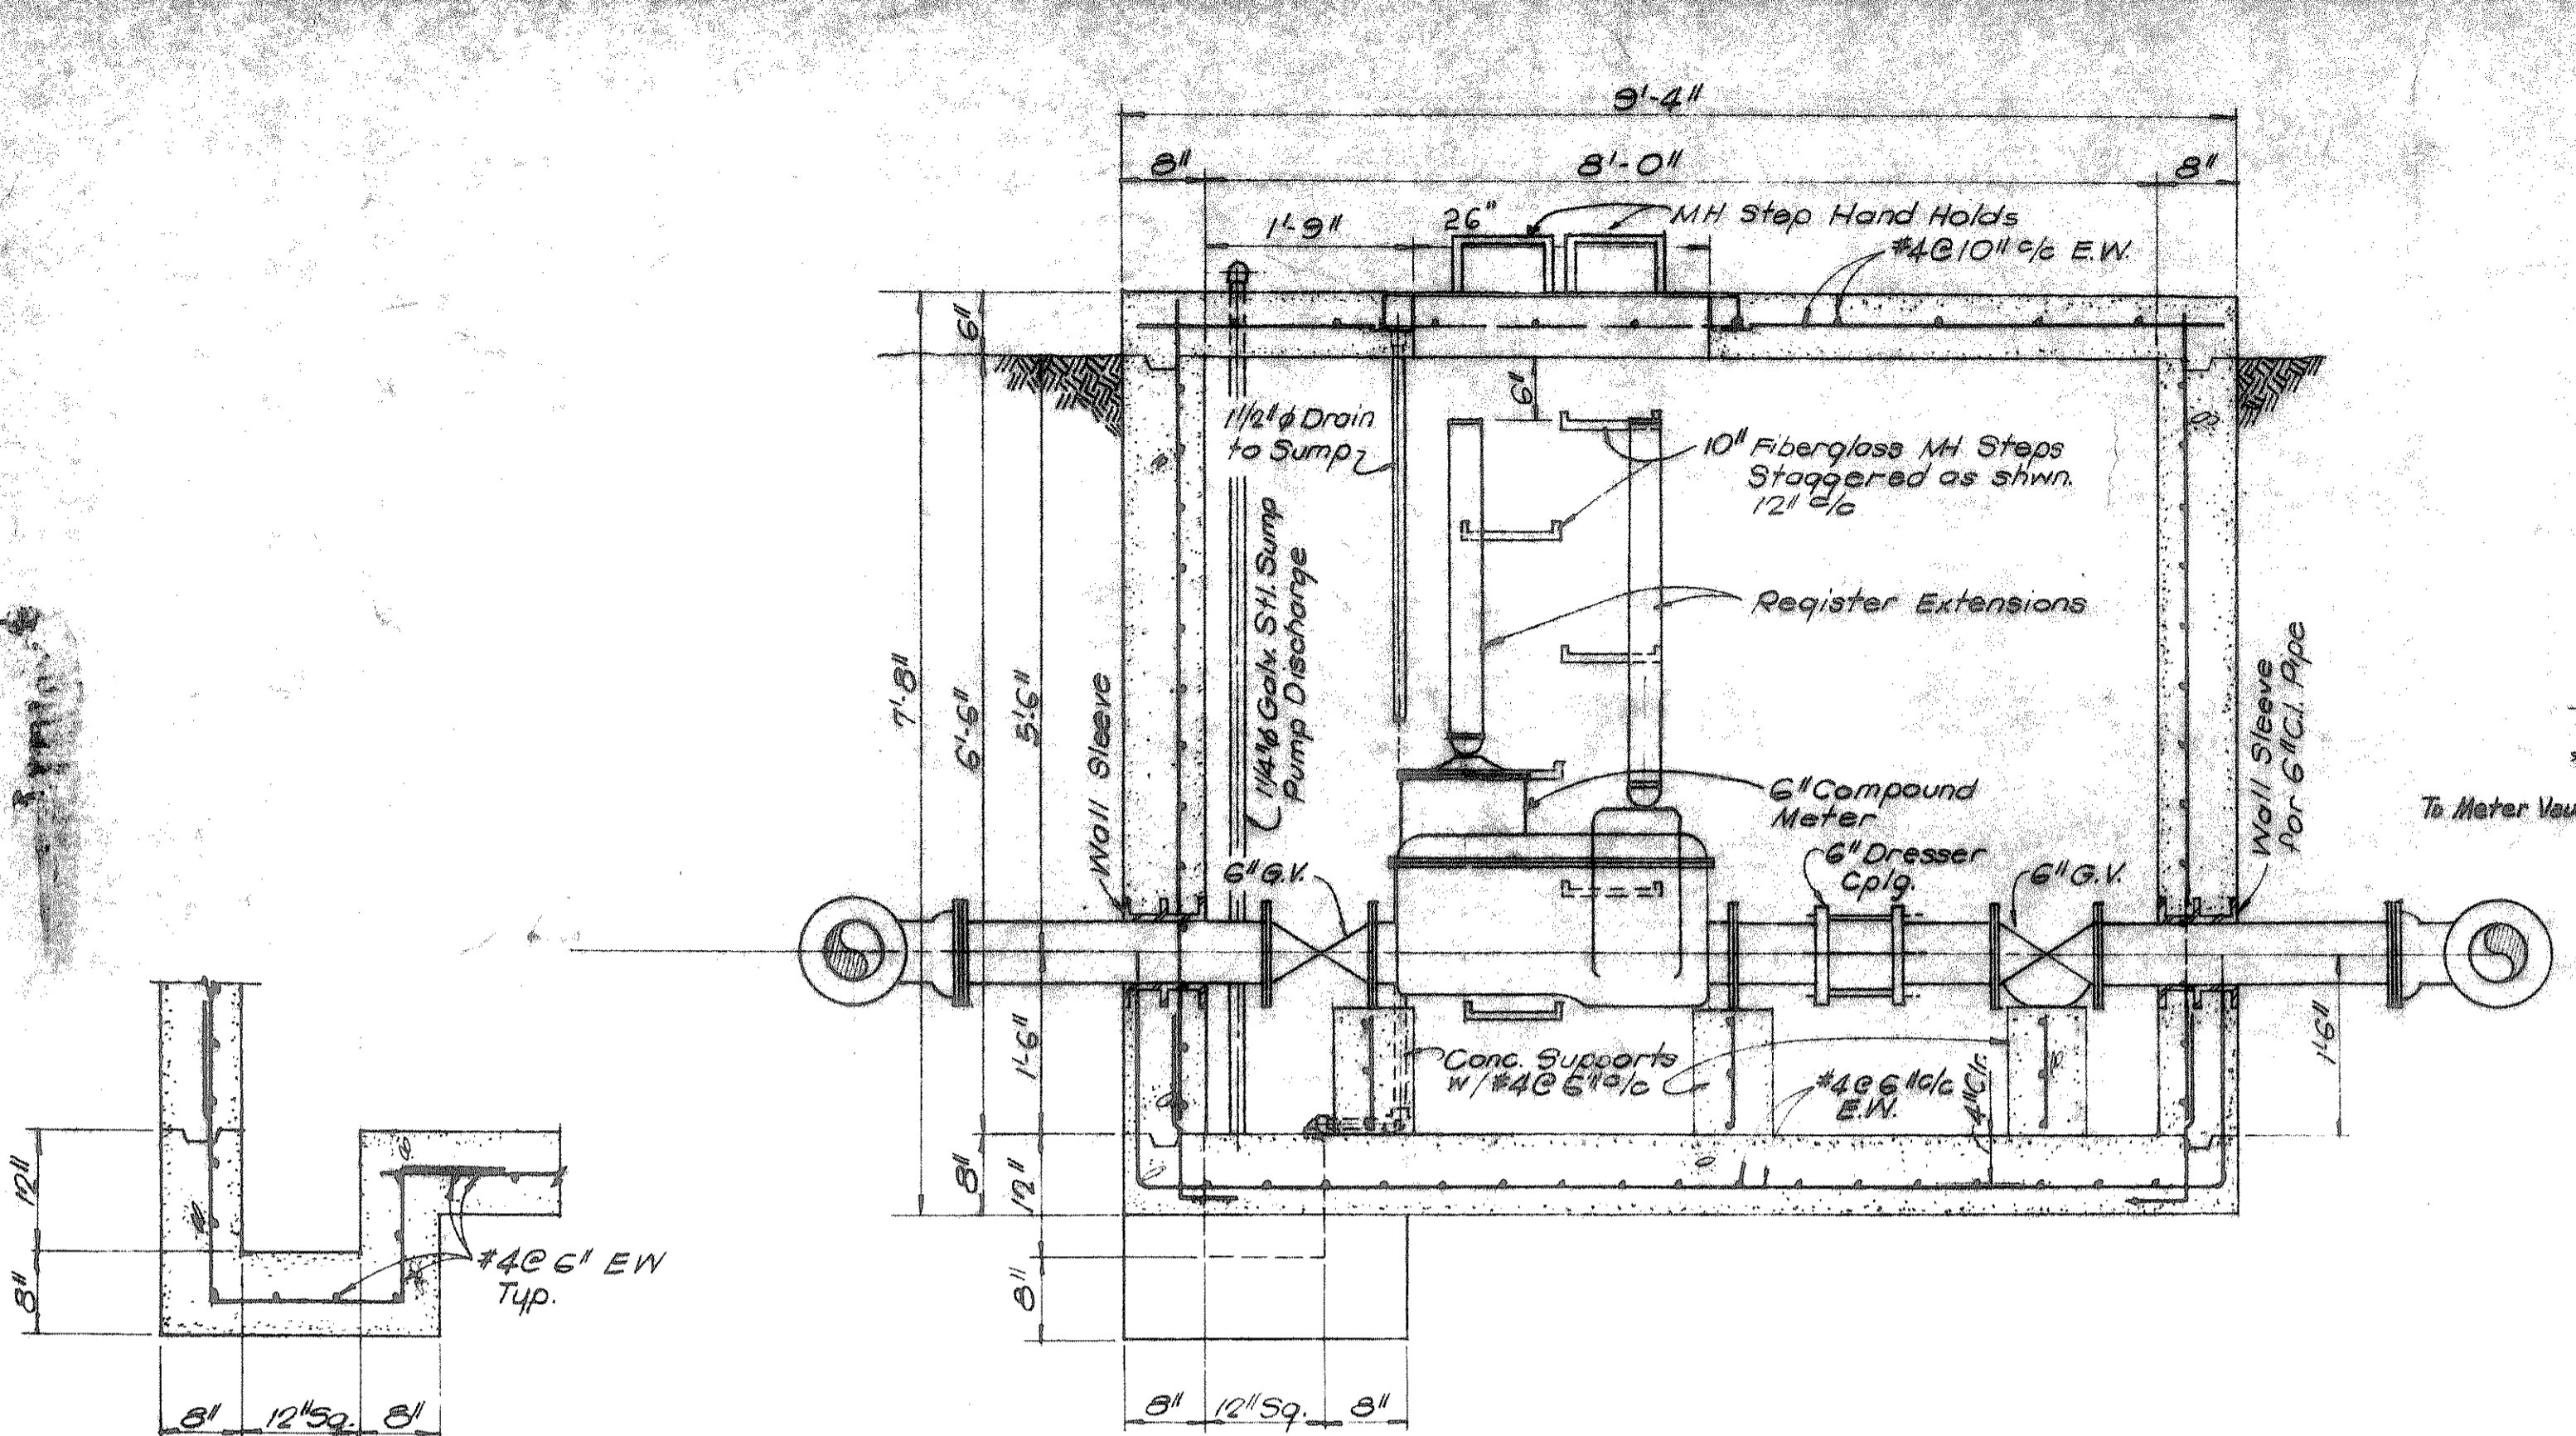 9'-4"
8" 8'-0" 8"
1'-9" 26" MH Step Hand Holds
#4@10" c/c E.W.
6"
6"
1 1/2"φ Drain
to Sump
10" Fiberglass MH Steps
Staggered as shwn.
12" c/c
1 1/4"φ Galv. Stl. Sump
Pump Discharge
Register Extensions
7'-8"
6'-6"
5'-6"
Wall Sleeve
Wall Sleeve
for 6" C.I. Pipe
6" Compound
Meter
To Meter Vau
6" G.V.
6" Dresser
Cplg.
6" G.V.
1'-6"
1'-6"
Conc. Supports
w/#4@6" c/c
#4@6" c/c
E.W.
4" Clr.
12"
8"
8"
12"
8"
#4@6" EW
Typ.
8" 12" Sq. 8"
8" 12" Sq. 8"